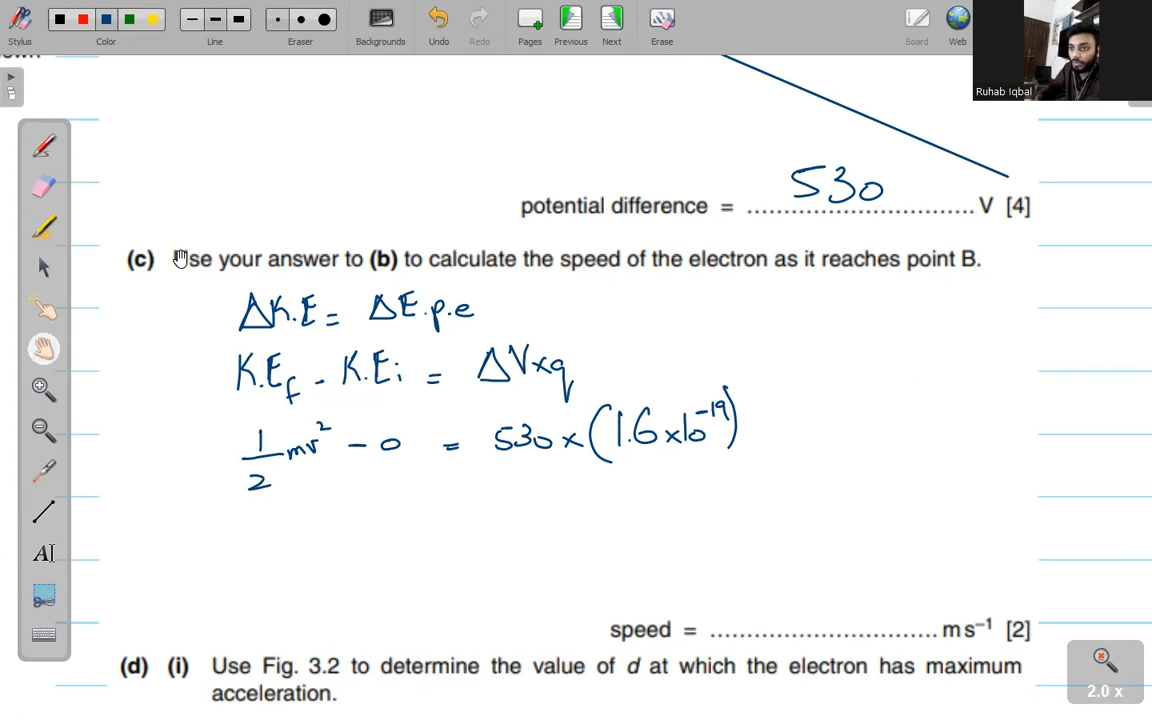 Stylus Color Line Eraser Backgrounds Undo Redo Pages Previous Next Erase Board Web
Ruhab Iqbal
530
potential difference = .............................. V [4]
(c) Use your answer to (b) to calculate the speed of the electron as it reaches point B.
ΔK.E = ΔE.p.e
K.Ef - K.Ei = ΔV×q
1/2 mv² - 0 = 530 × (1.6×10⁻¹⁹)
speed = .............................. m s⁻¹ [2]
(d) (i) Use Fig. 3.2 to determine the value of d at which the electron has maximum
acceleration.
2.0 x